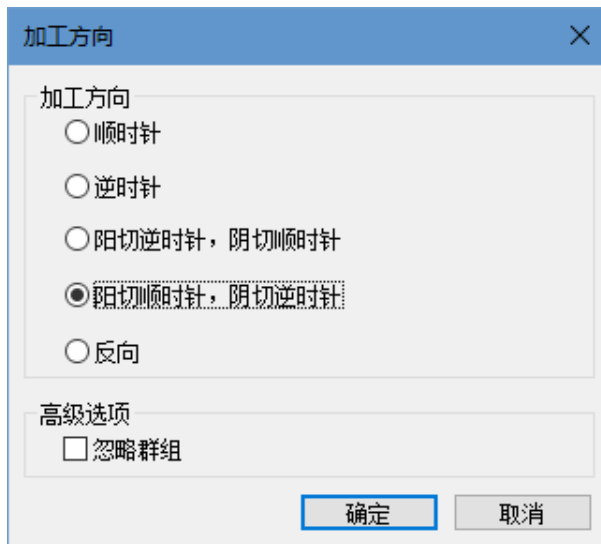 加工方向
加工方向
顺时针
逆时针
阳切逆时针，阴切顺时针
阳切顺时针，阴切逆时针
反向
高级选项
忽略群组
确定
取消